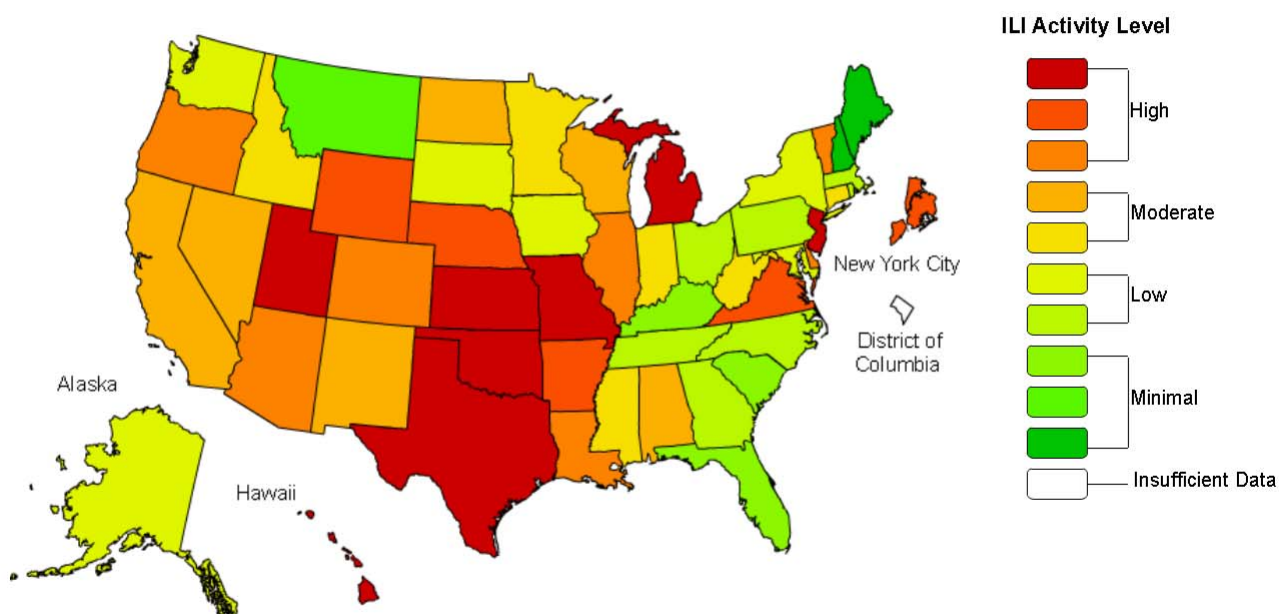 ILI Activity Level
High
Moderate
Low
Minimal
Insufficient Data
New York City
District of
Columbia
Alaska
Hawaii